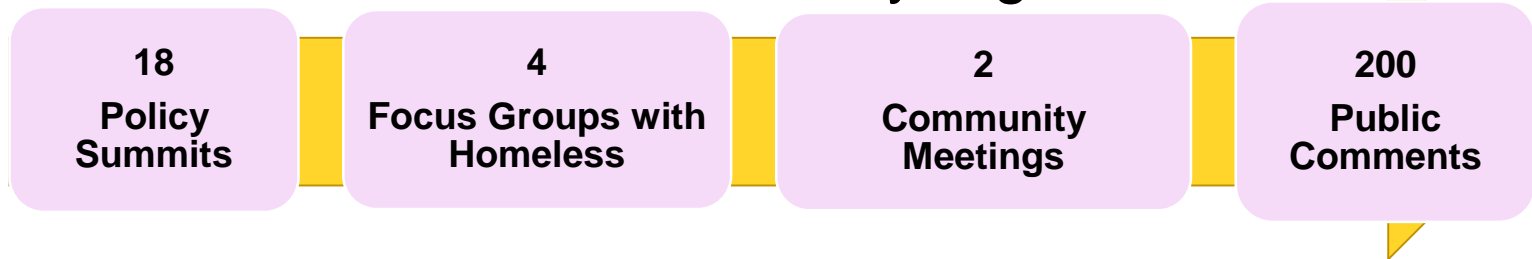 18
Policy
Summits
4
Focus Groups with
Homeless
2
Community
Meetings
200
Public
Comments